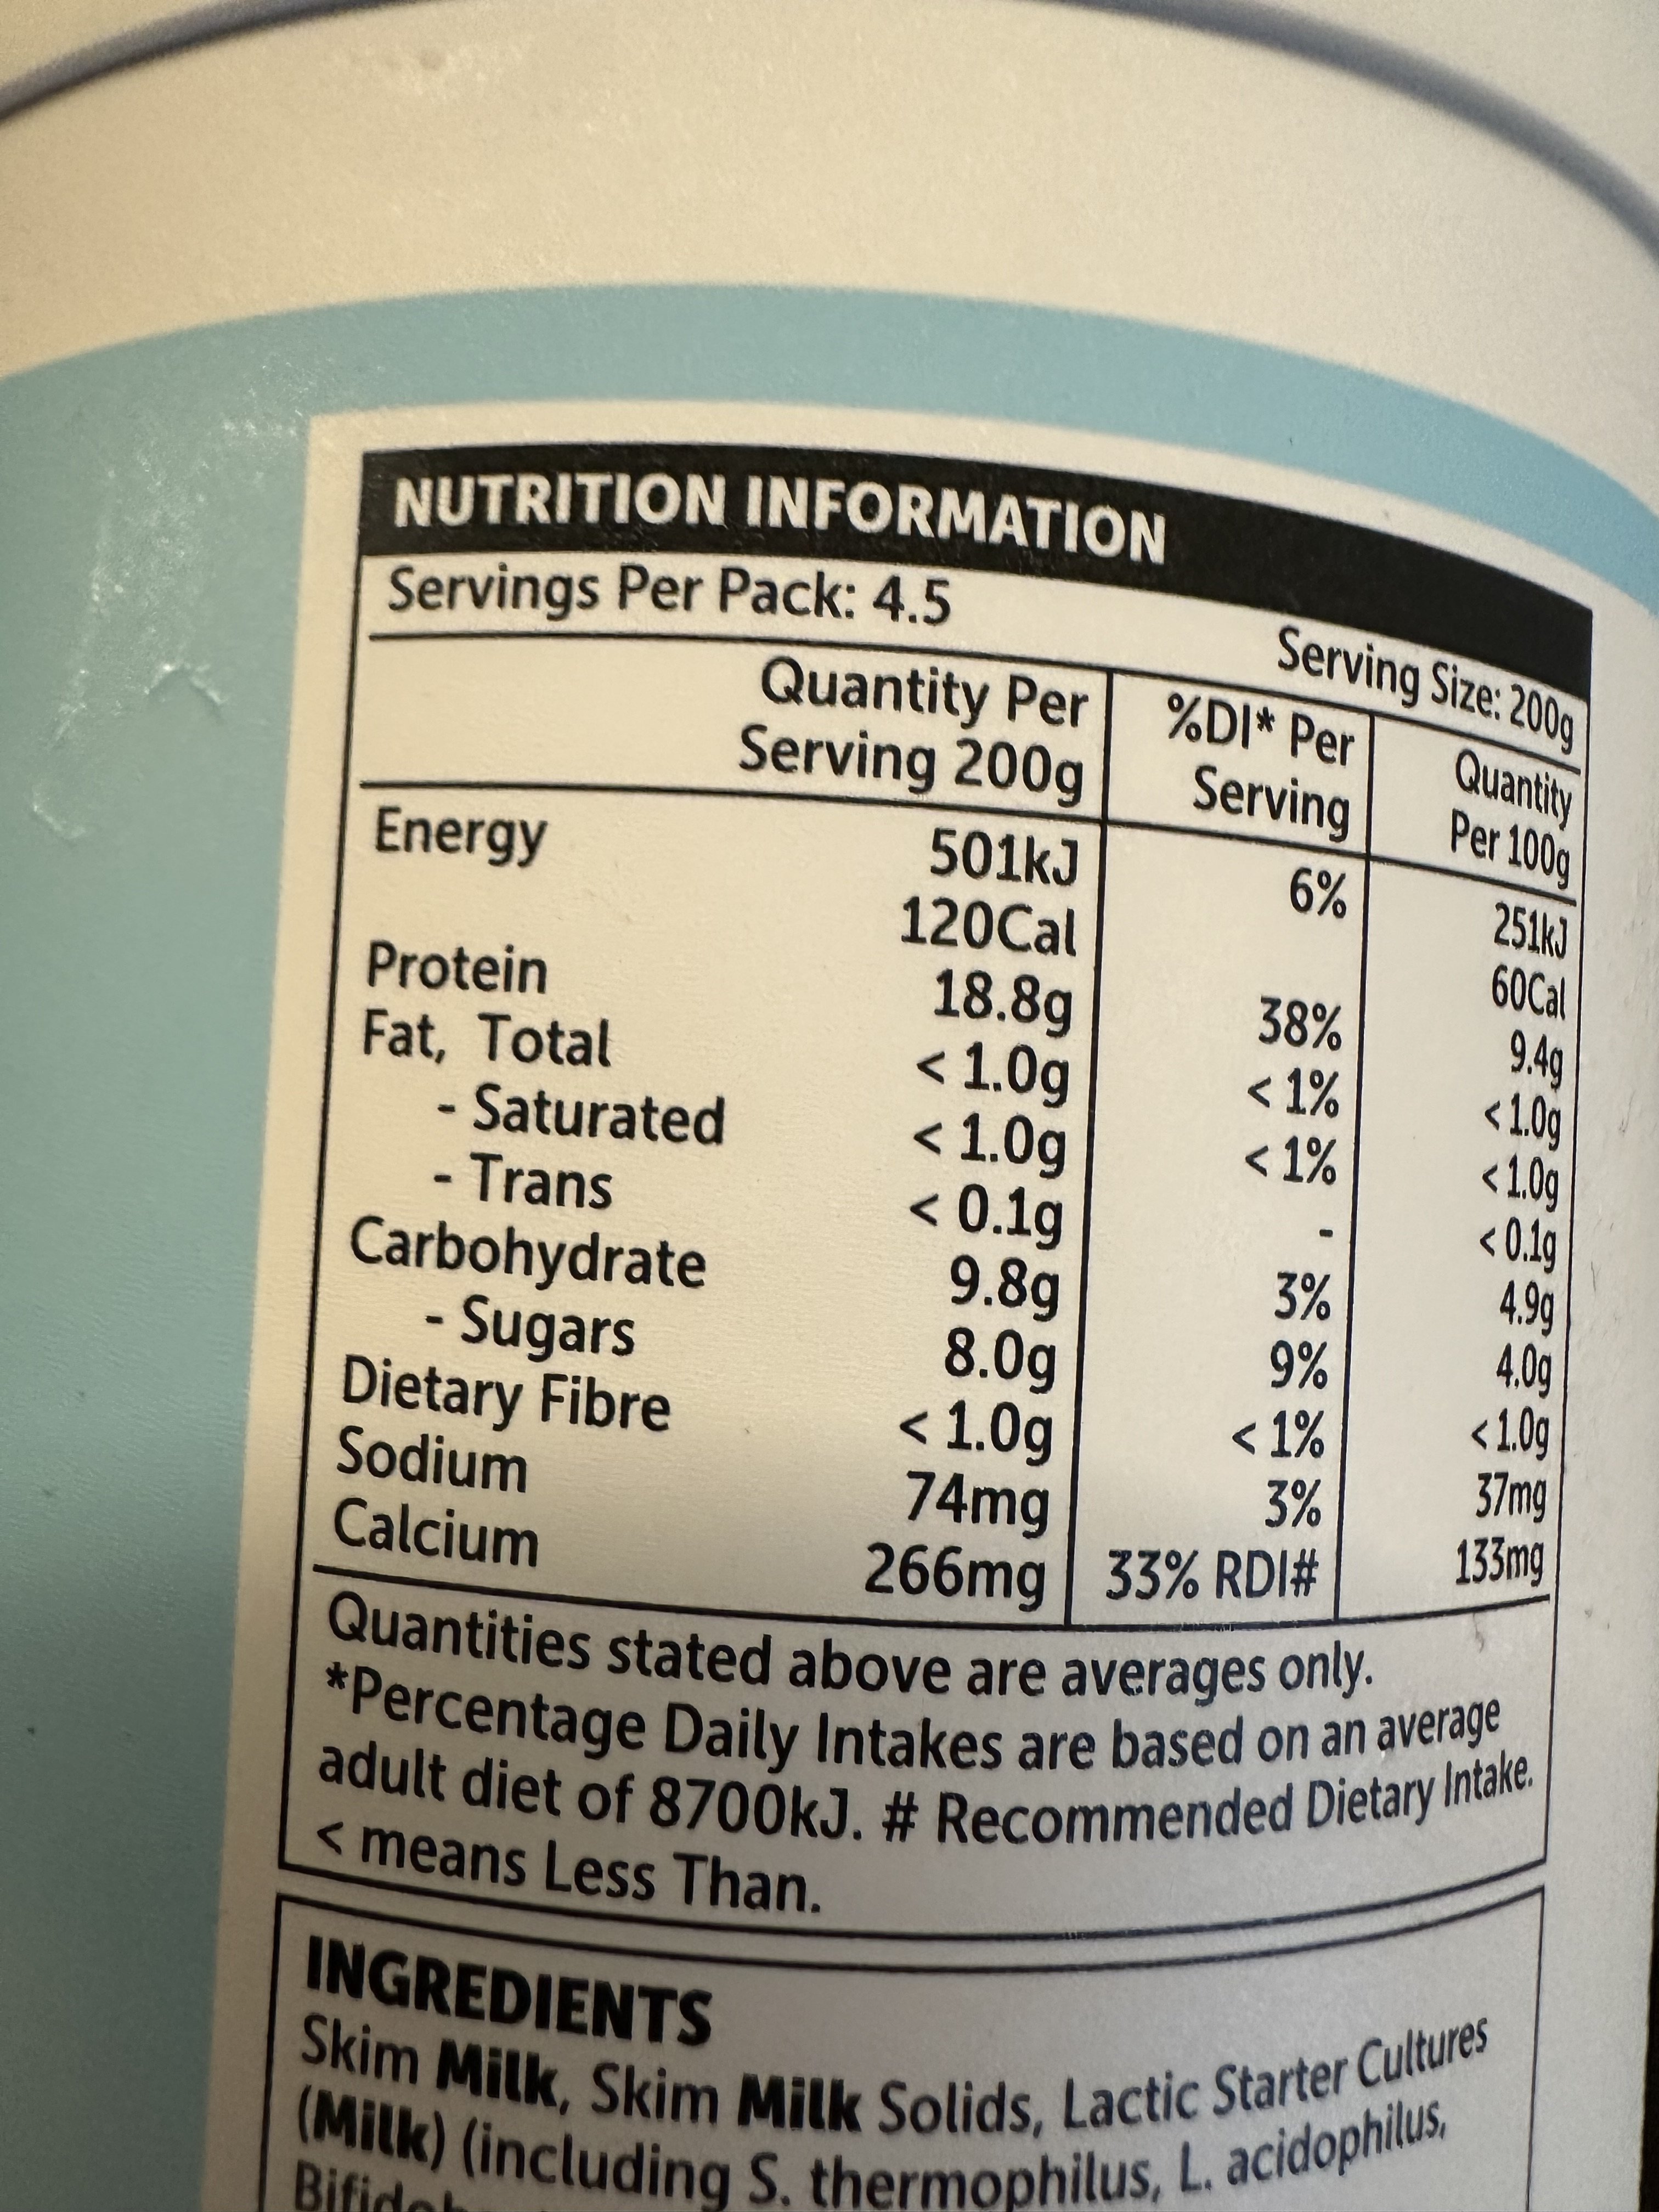 NUTRITION INFORMATION
Servings Per Pack: 4.5 Serving Size: 200g
Quantity Per Serving 200g %DI* Per Serving Quantity Per 100g
Energy 501kJ 6% 251kJ
120Cal 60Cal
Protein 18.8g 38% 9.4g
Fat, Total < 1.0g < 1% < 1.0g
- Saturated < 1.0g < 1% < 1.0g
- Trans < 0.1g - < 0.1g
Carbohydrate 9.8g 3% 4.9g
- Sugars 8.0g 9% 4.0g
Dietary Fibre < 1.0g < 1% < 1.0g
Sodium 74mg 3% 37mg
Calcium 266mg 33% RDI# 133mg
Quantities stated above are averages only.
*Percentage Daily Intakes are based on an average
adult diet of 8700kJ. # Recommended Dietary Intake.
< means Less Than.
INGREDIENTS
Skim Milk, Skim Milk Solids, Lactic Starter Cultures
(Milk) (including S. thermophilus, L. acidophilus,